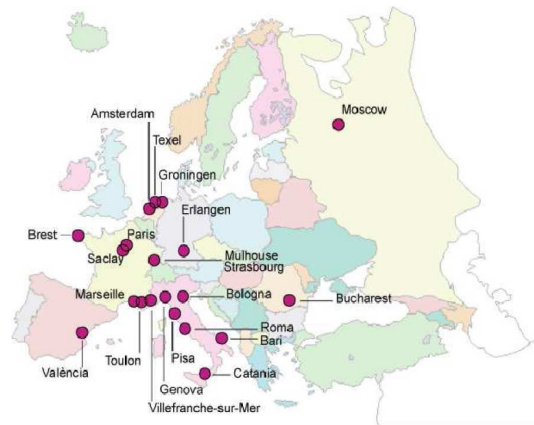 Moscow
Amsterdam
Texel
Groningen
Erlangen
Brest
Paris
Saclay
Mulhouse
Strasbourg
Marseille
Bologna
Bucharest
Roma
Bari
Toulon
Pisa
València
Catania
Genova
Villefranche-sur-Mer